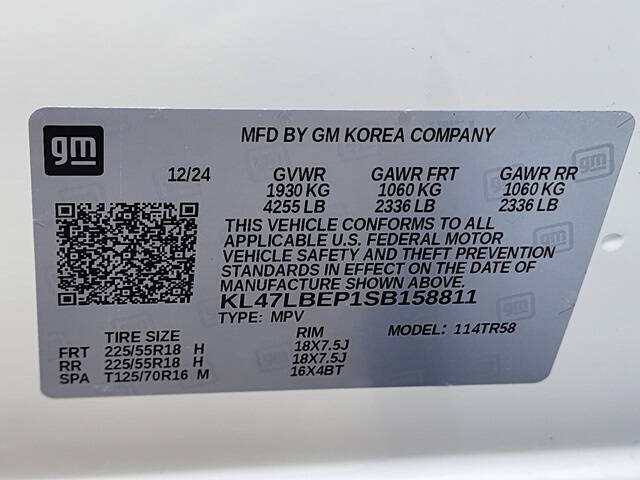 gm
MFD BY GM KOREA COMPANY
12/24 GVWR GAWR FRT GAWR RR
1930 KG 1060 KG 1060 KG
4255 LB 2336 LB 2336 LB
THIS VEHICLE CONFORMS TO ALL
APPLICABLE U.S. FEDERAL MOTOR
VEHICLE SAFETY AND THEFT PREVENTION
STANDARDS IN EFFECT ON THE DATE OF
MANUFACTURE SHOWN ABOVE.
KL47LBEP1SB158811
TYPE: MPV MODEL: 114TR58
TIRE SIZE RIM
FRT 225/55R18 H 18X7.5J
RR 225/55R18 H 18X7.5J
SPA T125/70R16 M 16X4BT